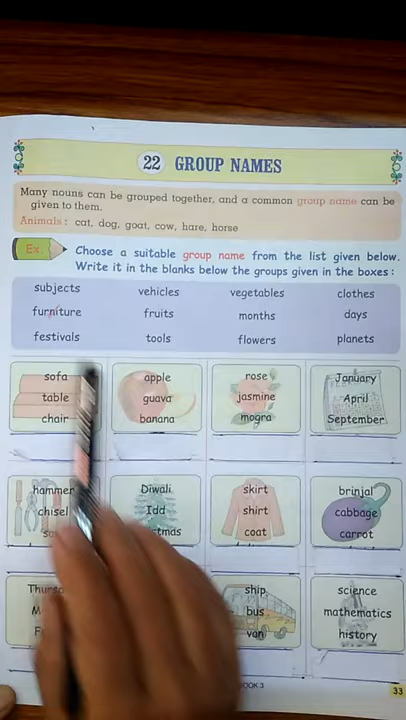 22 GROUP NAMES
Many nouns can be grouped together, and a common group name can be
given to them.
Animals : cat, dog, goat, cow, hare, horse
Ex. Choose a suitable group name from the list given below.
Write it in the blanks below the groups given in the boxes :
subjects vehicles vegetables clothes
furniture fruits months days
festivals tools flowers planets
sofa apple rose January
table guava jasmine April
chair banana mogra September
hammer Diwali skirt brinjal
chisel Idd shirt cabbage
coat carrot
ship science
bus mathematics
van history
33